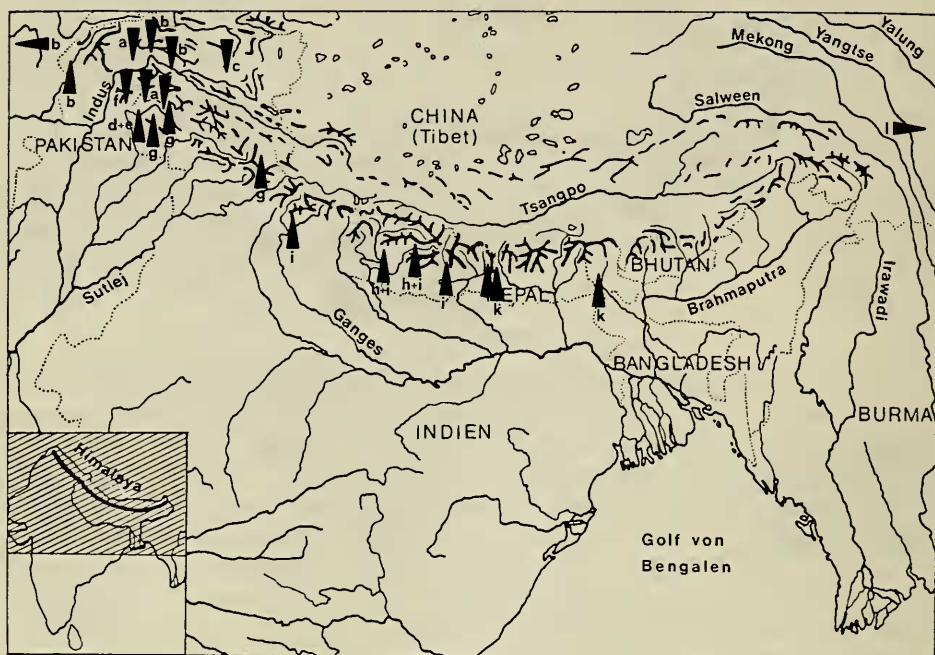 b
b
a
b
c
b
Indus
f
a
d+e
g
g
PAKISTAN
g
CHINA
(Tibet)
Mekong
Yangtse
Yalung
Salween
l
Tsangpo
i
h+i
h+i
i
NEPAL
k
k
BHUTAN
Brahmaputra
Irawadi
Sutlej
Ganges
BANGLADESH
INDIEN
BURMA
Himalaya
Golf von
Bengalen